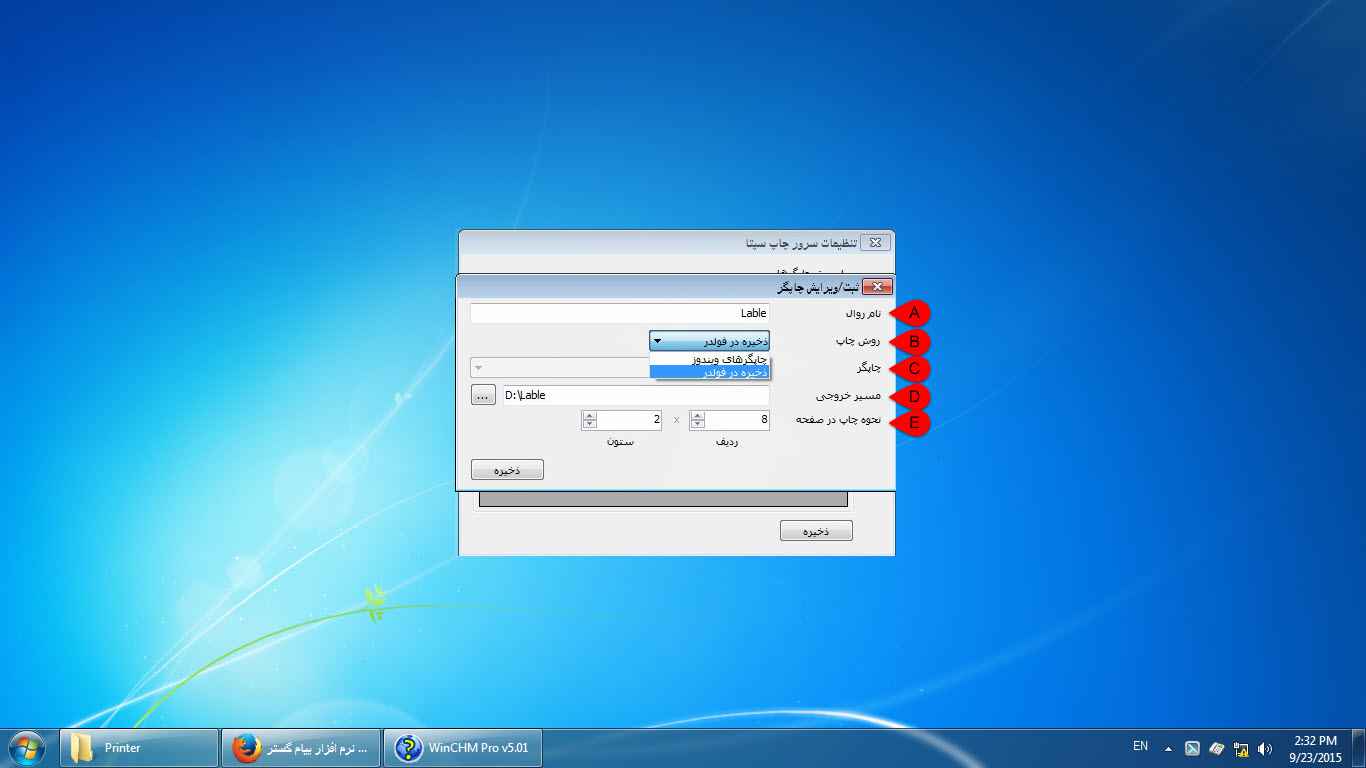 تنظیمات سرور چاپ سیتا
ثبت/ویرایش چاپگر
نام روال
Lable
A
روش چاپ
ذخیره در فولدر
B
چاپگرهای ویندوز
ذخیره در فولدر
چاپگر
C
مسیر خروجی
D:\Lable
...
D
نحوه چاپ در صفحه
8
x
2
E
ردیف
ستون
ذخیره
ذخیره
Printer
نرم افزار پیام گستر ...
WinCHM Pro v5.01
EN
2:32 PM
9/23/2015